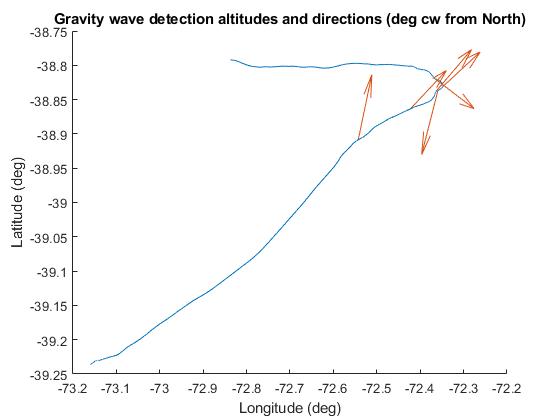 Gravity wave detection altitudes and directions (deg cw from North)
-38.75
-38.8
-38.85
-38.9
-38.95
-39
-39.05
-39.1
-39.15
-39.2
-39.25
Latitude (deg)
-73.2 -73.1 -73 -72.9 -72.8 -72.7 -72.6 -72.5 -72.4 -72.3 -72.2
Longitude (deg)